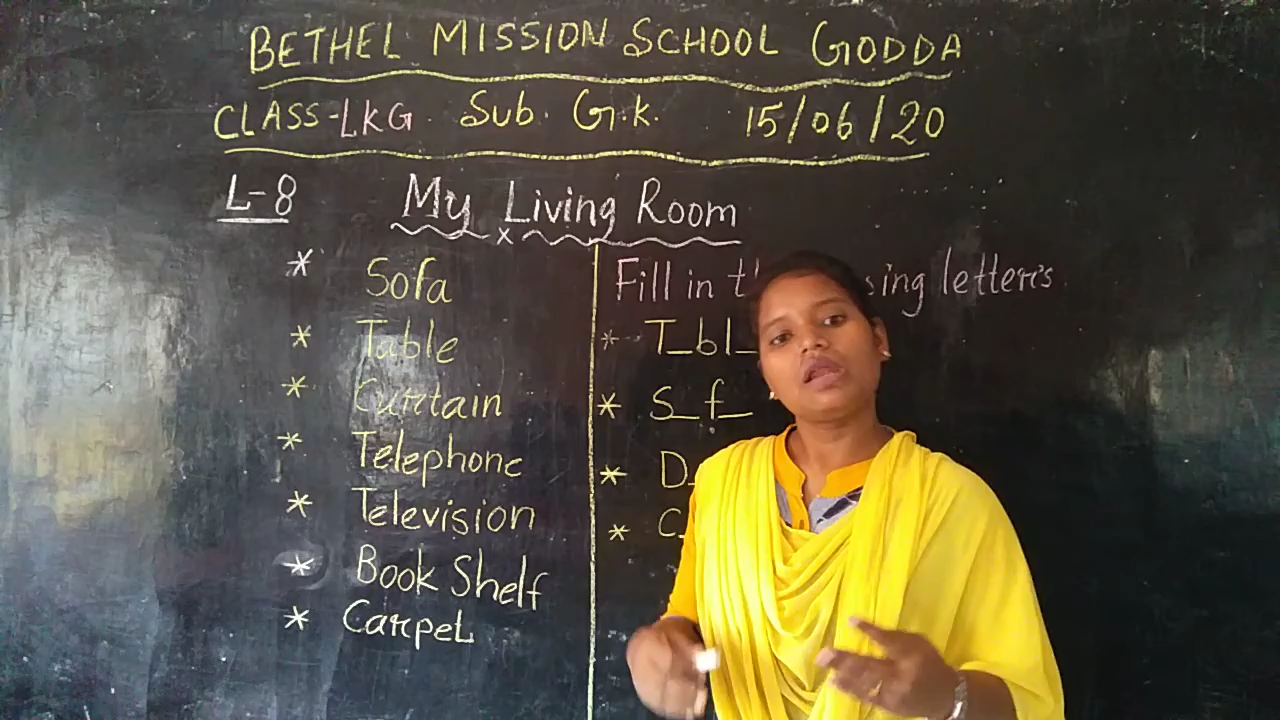 BETHEL MISSION SCHOOL GODDA
CLASS-LKG. Sub. G.K. 15/06/20
L-8 My Living Room
* Sofa
* Table
* Curtain
* Telephone
* Television
* Book Shelf
* Carpet
Fill in letters
* T_bl_
* S_f_
* D
* C